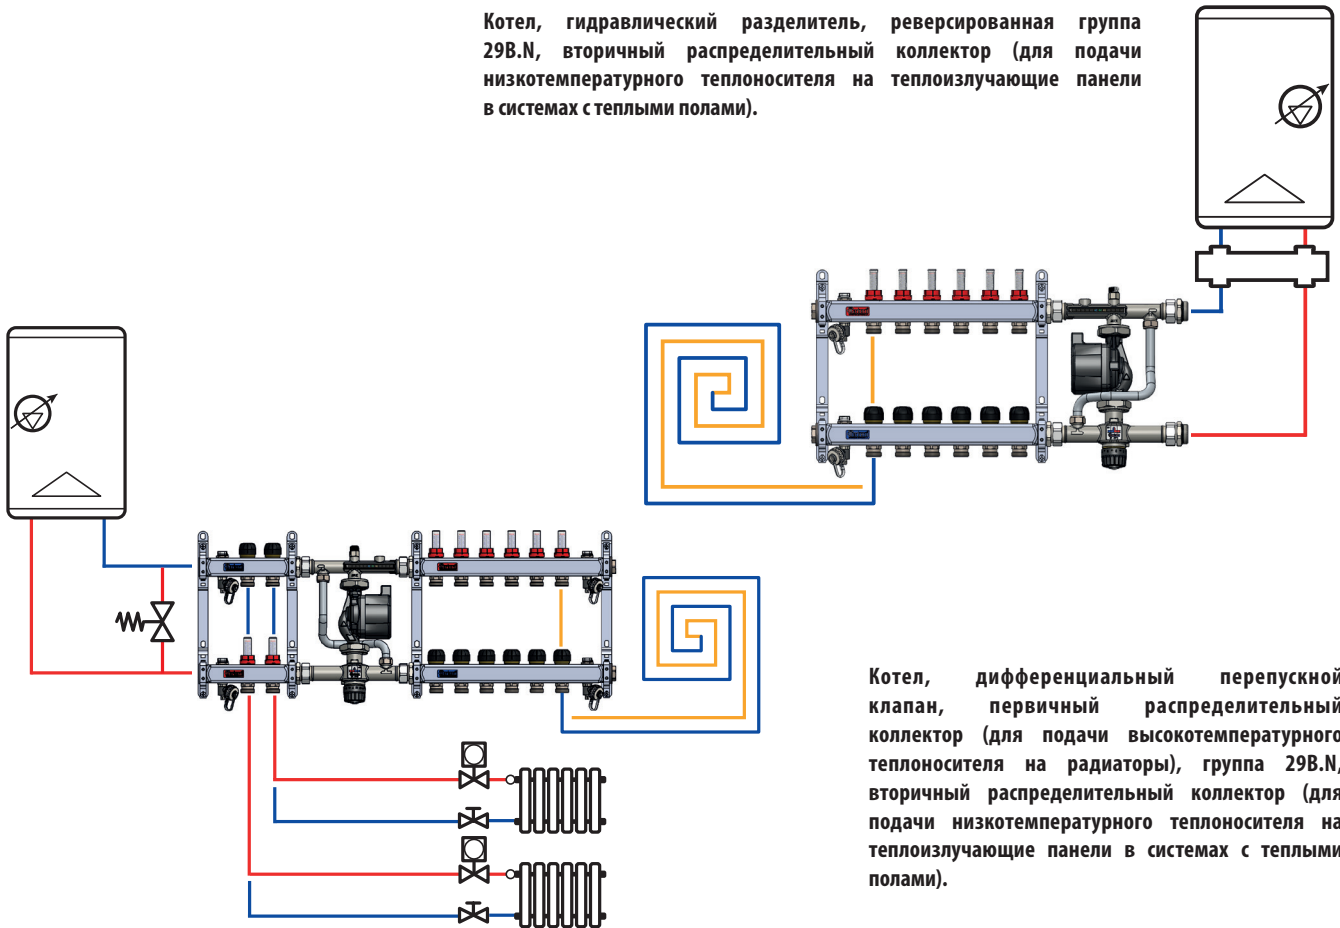 Котел, гидравлический разделитель, реверсированная группа
29B.N, вторичный распределительный коллектор (для подачи
низкотемпературного теплоносителя на теплоизлучающие панели
в системах с теплыми полами).
Котел, дифференциальный перепускной
клапан, первичный распределительный
коллектор (для подачи высокотемпературного
теплоносителя на радиаторы), группа 29B.N,
вторичный распределительный коллектор (для
подачи низкотемпературного теплоносителя на
теплоизлучающие панели в системах с теплыми
полами).